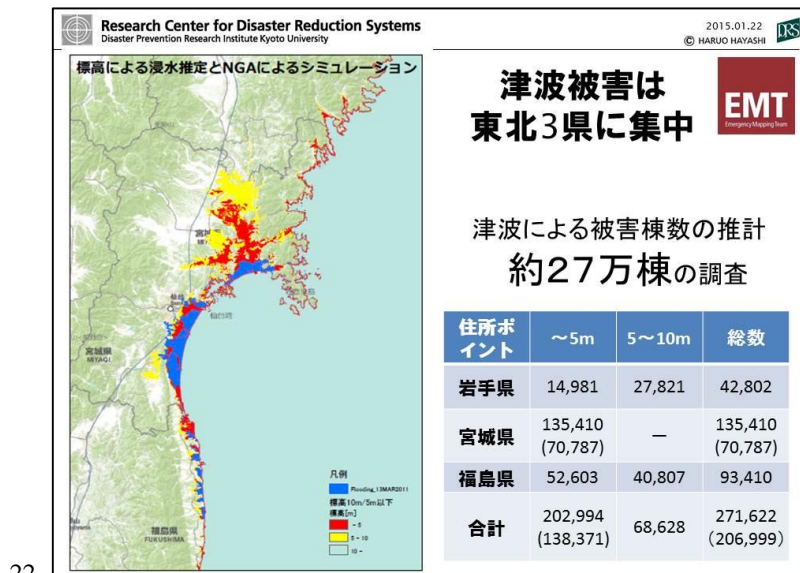 Research Center for Disaster Reduction Systems
Disaster Prevention Research Institute Kyoto University
2015.01.22
© HARUO HAYASHI
DRS
標高による浸水推定とNGAによるシミュレーション
津波被害は
東北3県に集中
EMT
Emergency Mapping Team
津波による被害棟数の推計
約27万棟の調査
住所ポイント ～5m 5～10m 総数
岩手県 14,981 27,821 42,802
宮城県 135,410 (70,787) － 135,410 (70,787)
福島県 52,603 40,807 93,410
合計 202,994 (138,371) 68,628 271,622 (206,999)
仙台
仙台湾
宮城県
MIYAGI
福島県
FUKUSHIMA
凡例
Flooding_13MAR2011
標高10m/5m以下
標高[m]
- 5
5 - 10
10 -
22